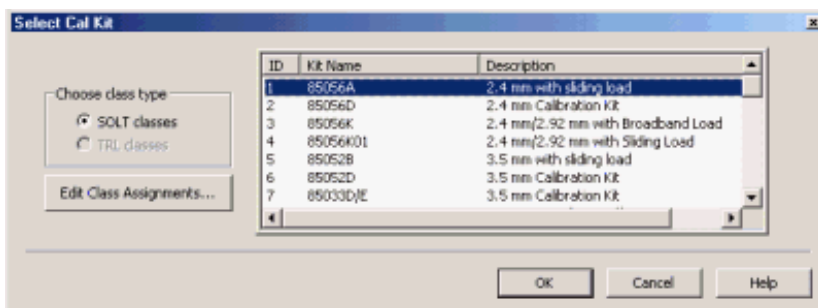 Select Cal Kit
Choose class type
SOLT classes
TRL classes
Edit Class Assignments...
ID Kit Name Description
1 85056A 2.4 mm with sliding load
2 85056D 2.4 mm Calibration Kit
3 85056K 2.4 mm/2.92 mm with Broadband Load
4 85056K01 2.4 mm/2.92 mm with Sliding Load
5 85052B 3.5 mm with sliding load
6 85052D 3.5 mm Calibration Kit
7 85033D/E 3.5 mm Calibration Kit
OK Cancel Help